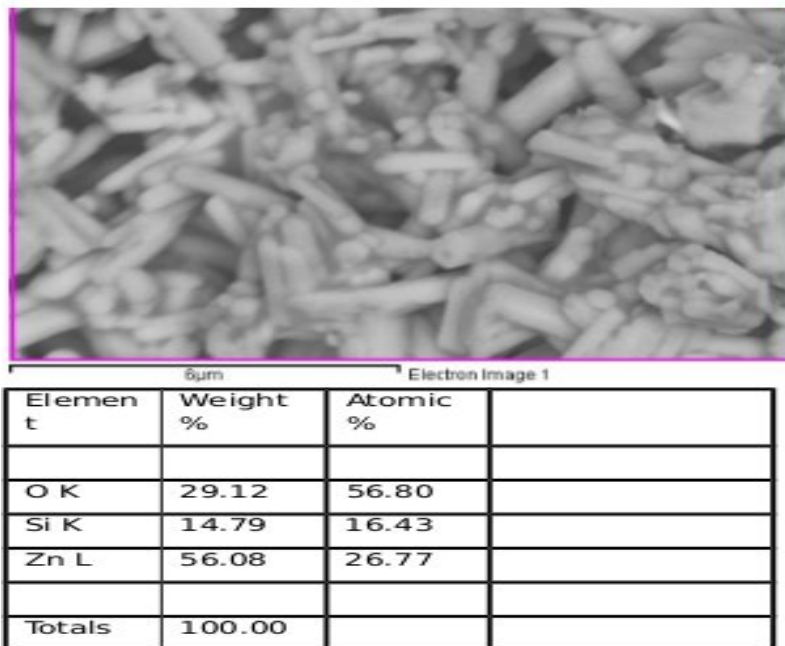 6μm
Electron Image 1
Elemen Weight Atomic
t % %
O K 29.12 56.80
Si K 14.79 16.43
Zn L 56.08 26.77
Totals 100.00